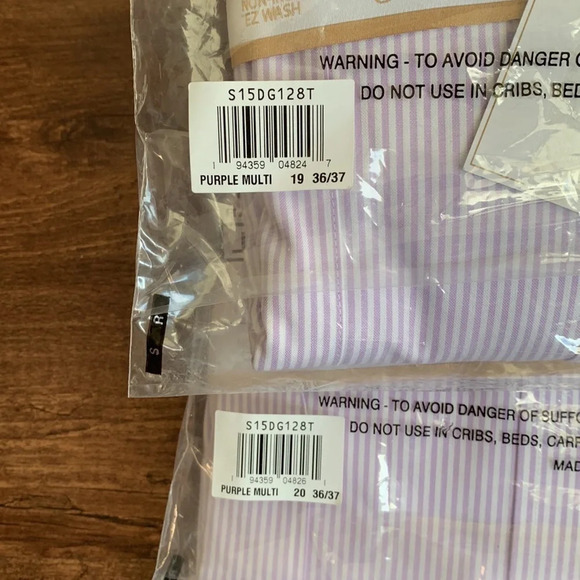 EZ WASH
WARNING - TO AVOID DANGER
DO NOT USE IN CRIBS, BED
S15DG128T
1 94359 04824 7
PURPLE MULTI 19 36/37
S R
WARNING - TO AVOID DANGER OF SUFFO
DO NOT USE IN CRIBS, BEDS, CARR
MAD
S15DG128T
1 94359 04826 1
PURPLE MULTI 20 36/37